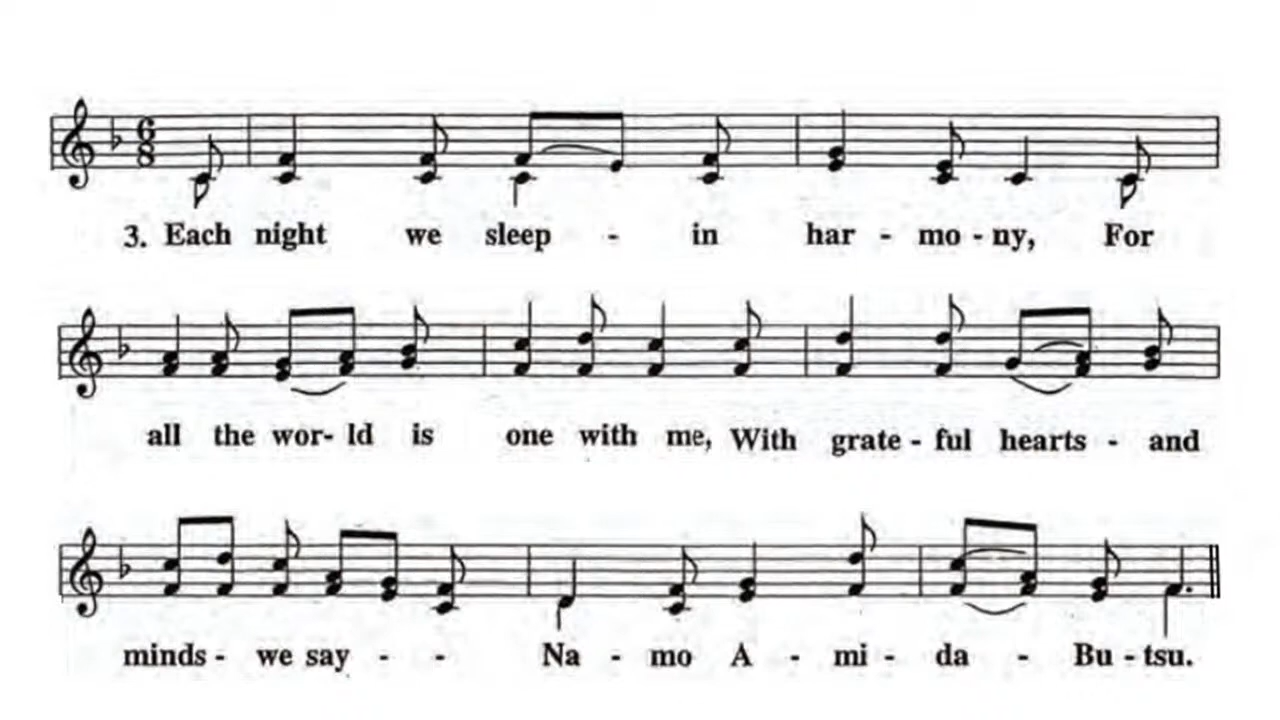 3. Each night we sleep - in har - mo - ny, For
all the wor- ld is one with me, With grate - ful hearts - and
minds - we say - - Na - mo A - mi - da - Bu - tsu.